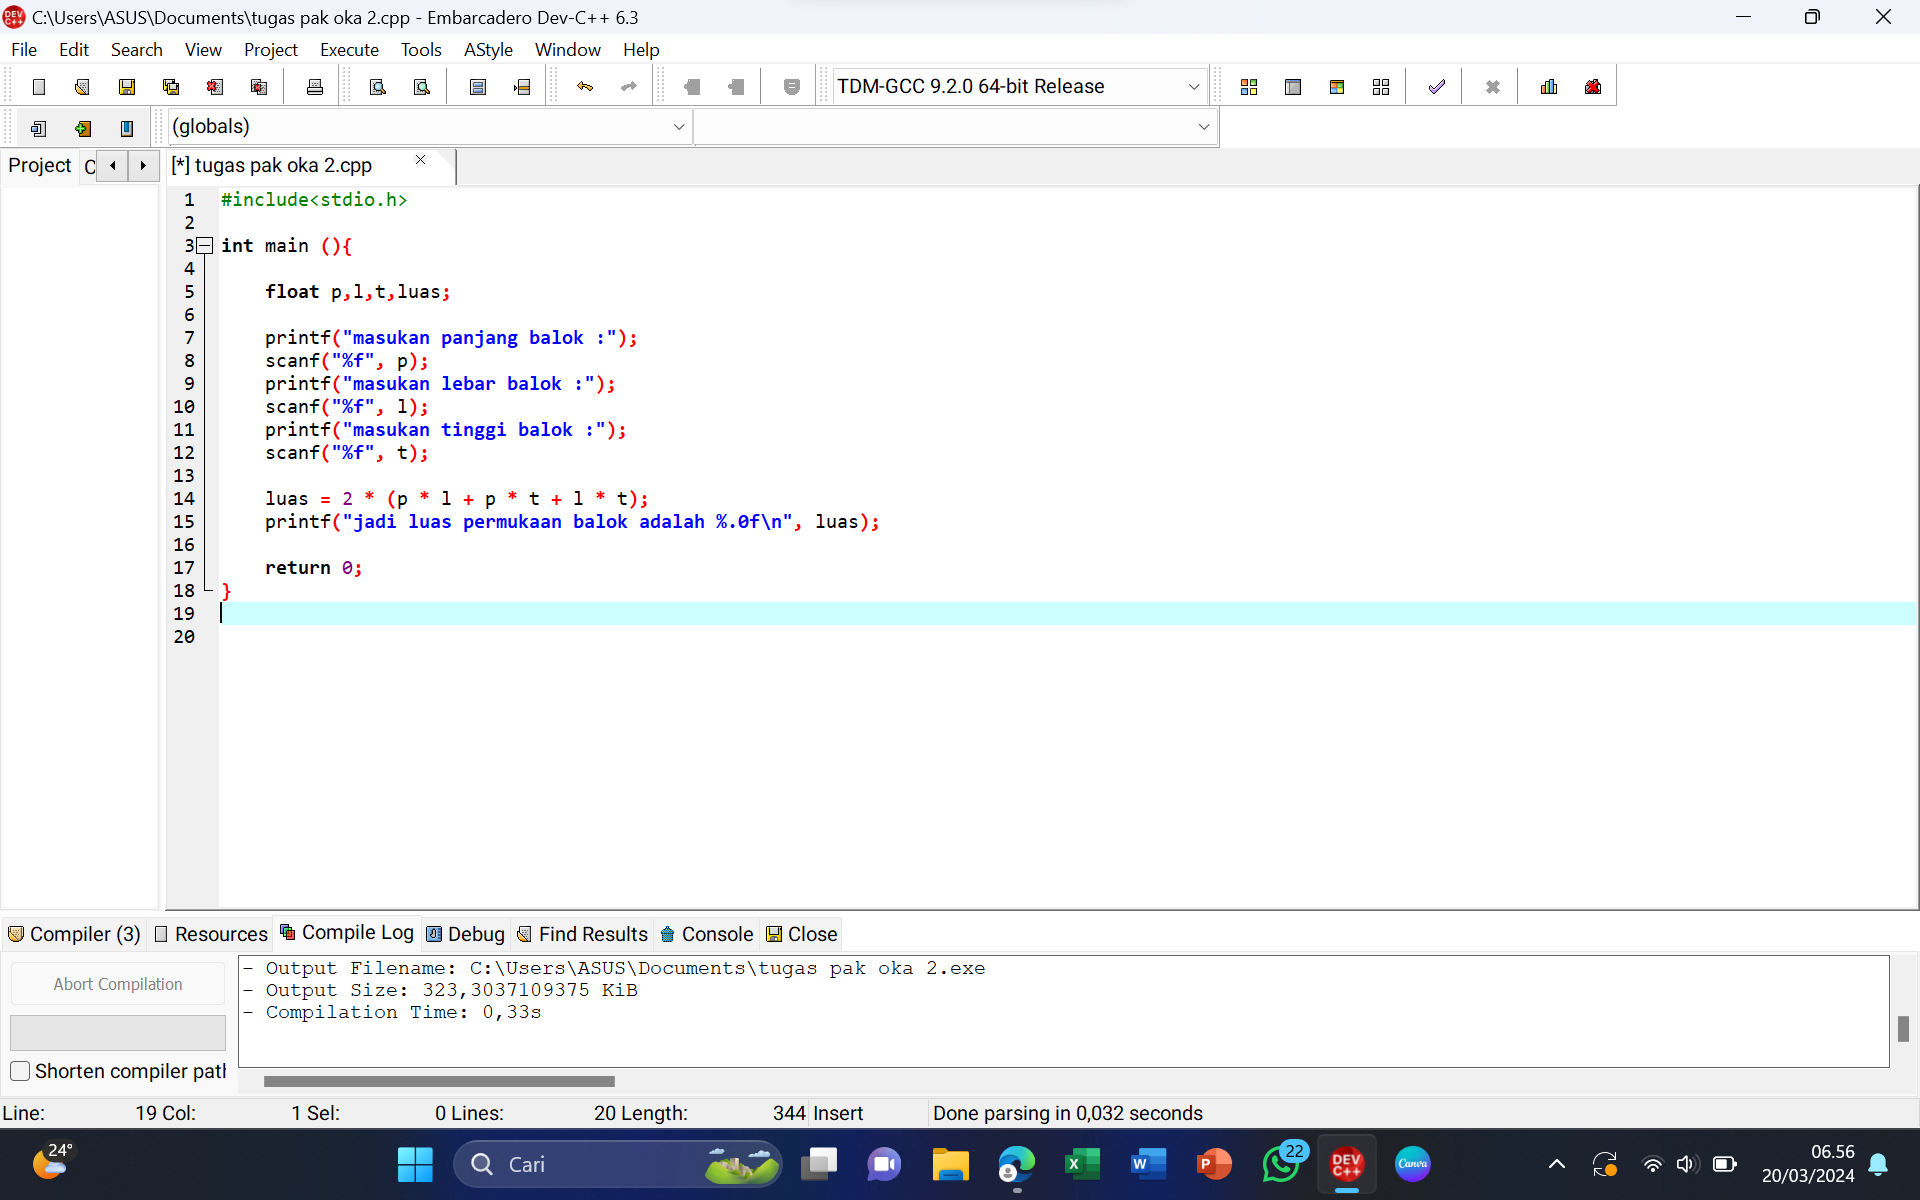 C:\Users\ASUS\Documents\tugas pak oka 2.cpp - Embarcadero Dev-C++ 6.3
File Edit Search View Project Execute Tools AStyle Window Help
TDM-GCC 9.2.0 64-bit Release
(globals)
Project C [*] tugas pak oka 2.cpp
1 #include<stdio.h>
2
3 int main (){
4
5 float p,l,t,luas;
6
7 printf("masukan panjang balok :");
8 scanf("%f", p);
9 printf("masukan lebar balok :");
10 scanf("%f", l);
11 printf("masukan tinggi balok :");
12 scanf("%f", t);
13
14 luas = 2 * (p * l + p * t + l * t);
15 printf("jadi luas permukaan balok adalah %.0f\n", luas);
16
17 return 0;
18 }
19
20
Compiler (3) Resources Compile Log Debug Find Results Console Close
Abort Compilation
- Output Filename: C:\Users\ASUS\Documents\tugas pak oka 2.exe
- Output Size: 323,3037109375 KiB
- Compilation Time: 0,33s
Shorten compiler pat
Line: 19 Col: 1 Sel: 0 Lines: 20 Length: 344 Insert Done parsing in 0,032 seconds
24°
Cari
22
DEV C++
Canva
06.56
20/03/2024